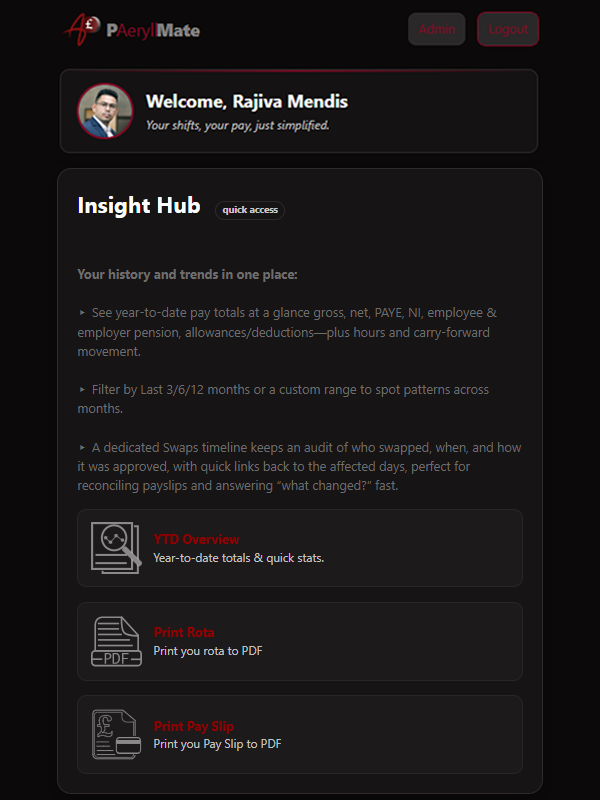 £ PAeryllMate
Admin
Logout
Welcome, Rajiva Mendis
Your shifts, your pay, just simplified.
Insight Hub
quick access
Your history and trends in one place:
‣ See year-to-date pay totals at a glance gross, net, PAYE, NI, employee &
employer pension, allowances/deductions—plus hours and carry-forward
movement.
‣ Filter by Last 3/6/12 months or a custom range to spot patterns across
months.
‣ A dedicated Swaps timeline keeps an audit of who swapped, when, and how
it was approved, with quick links back to the affected days, perfect for
reconciling payslips and answering “what changed?” fast.
YTD Overview
Year-to-date totals & quick stats.
PDF
Print Rota
Print you rota to PDF
£
Print Pay Slip
Print you Pay Slip to PDF